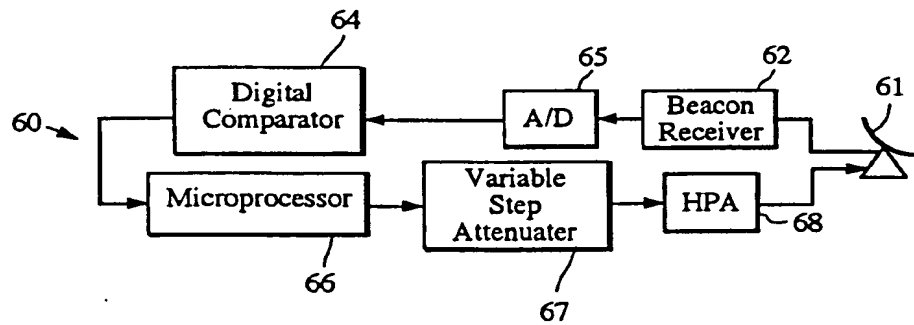 64
65
62
61
60
Digital
Comparator
A/D
Beacon
Receiver
Microprocessor
Variable
Step
Attenuater
HPA
68
66
67